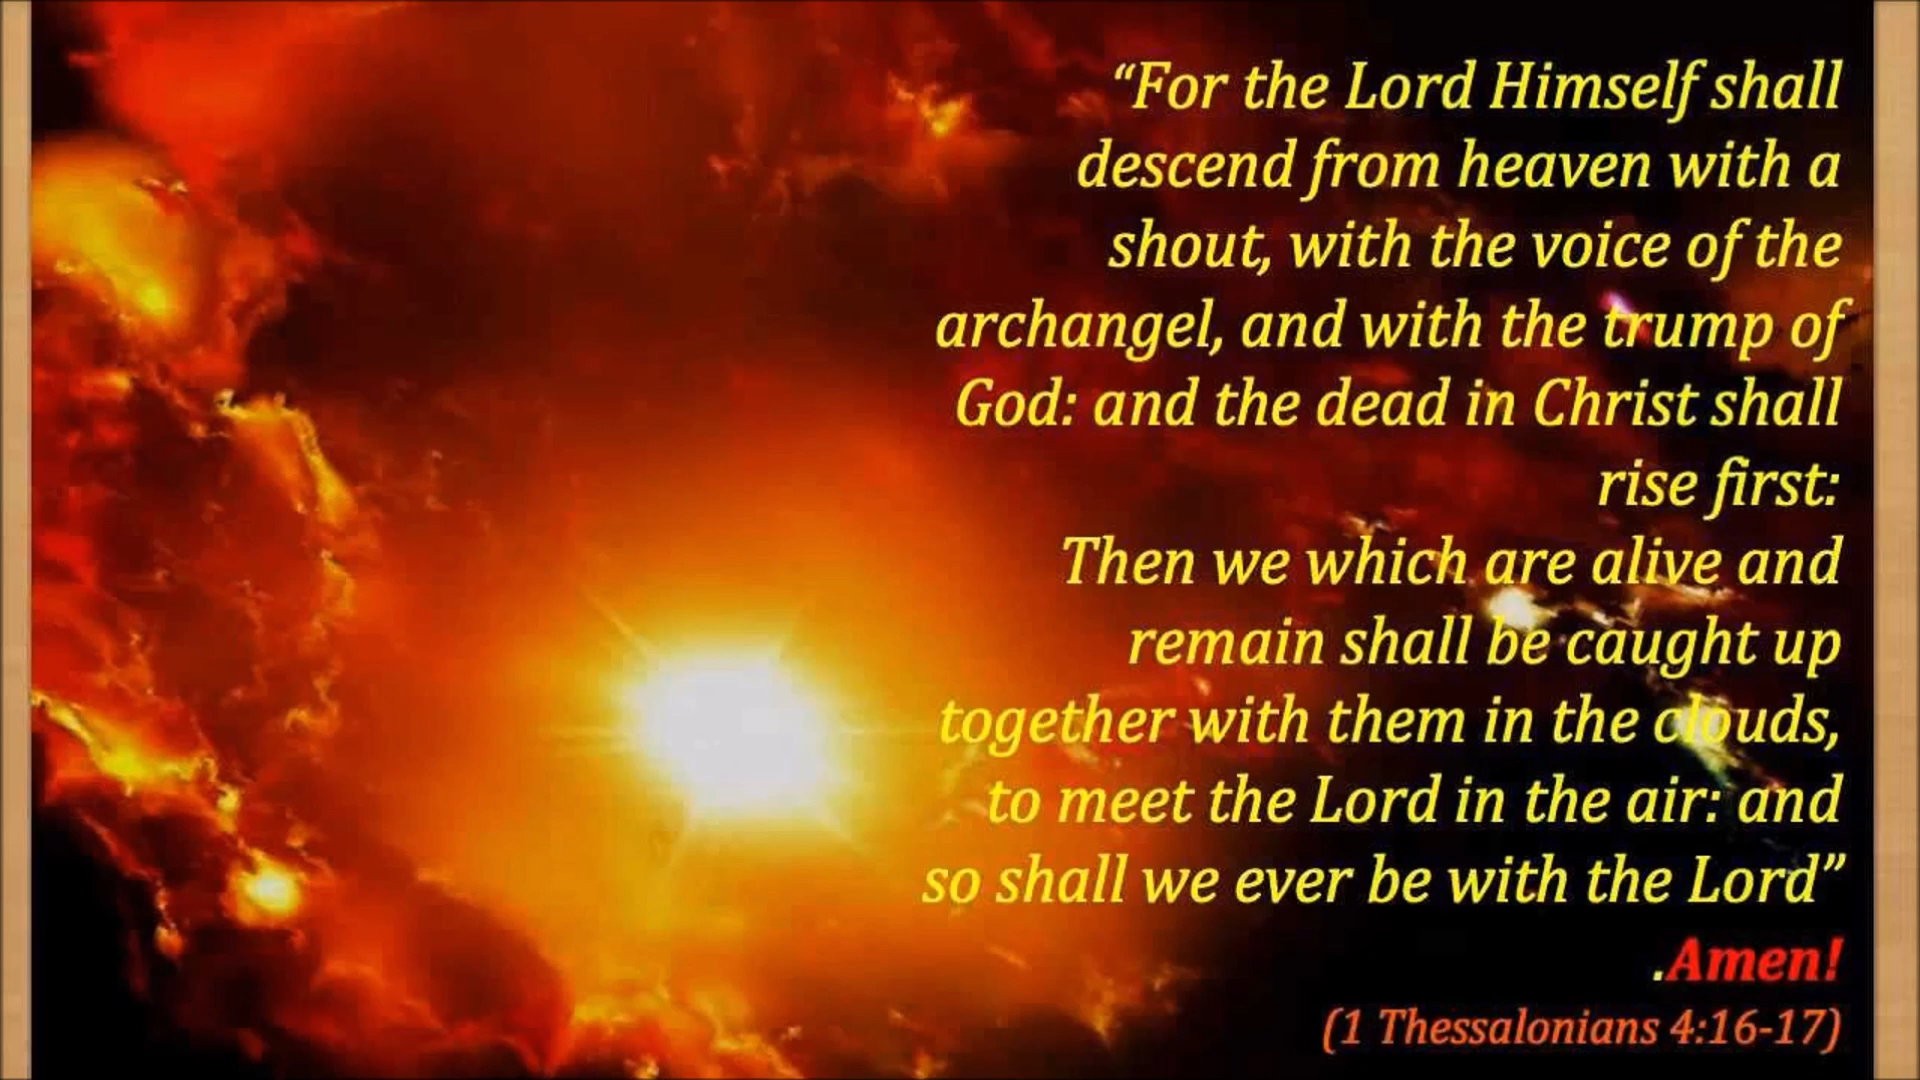 “For the Lord Himself shall
descend from heaven with a
shout, with the voice of the
archangel, and with the trump of
God: and the dead in Christ shall
rise first:
Then we which are alive and
remain shall be caught up
together with them in the clouds,
to meet the Lord in the air: and
so shall we ever be with the Lord”
.Amen!
(1 Thessalonians 4:16-17)